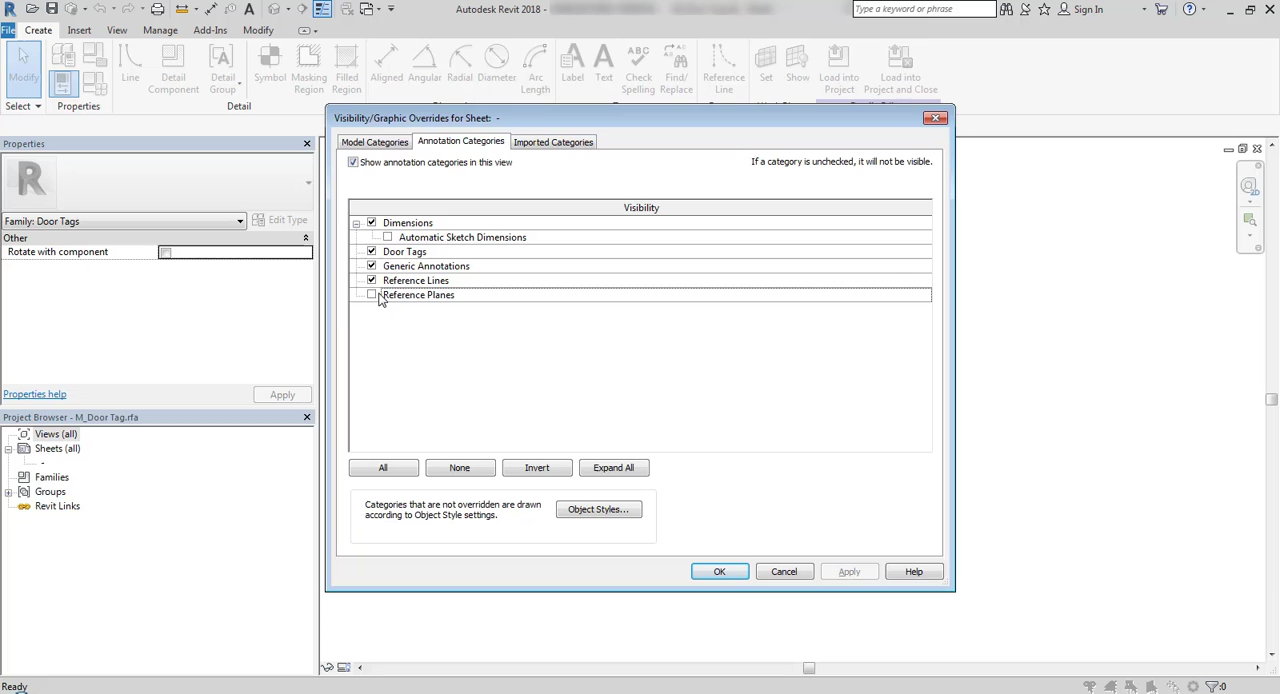 Autodesk Revit 2018 -
Type a keyword or phrase
Sign In
File Create Insert View Manage Add-Ins Modify
Modify
Line
Detail Component
Detail Group
Symbol
Masking Region
Filled Region
Aligned
Angular
Radial
Diameter
Arc Length
Label
Text
Check Spelling
Find/ Replace
Reference Line
Set
Show
Load into Project
Load into Project and Close
Select
Properties
Detail
Properties
Family: Door Tags
Edit Type
Other
Rotate with component
Properties help
Apply
Project Browser - M_Door Tag.rfa
Views (all)
Sheets (all)
-
Families
Groups
Revit Links
Visibility/Graphic Overrides for Sheet: -
Model Categories
Annotation Categories
Imported Categories
Show annotation categories in this view
If a category is unchecked, it will not be visible.
Visibility
Dimensions
Automatic Sketch Dimensions
Door Tags
Generic Annotations
Reference Lines
Reference Planes
All
None
Invert
Expand All
Categories that are not overridden are drawn
according to Object Style settings.
Object Styles...
OK
Cancel
Apply
Help
2D
Ready
:0